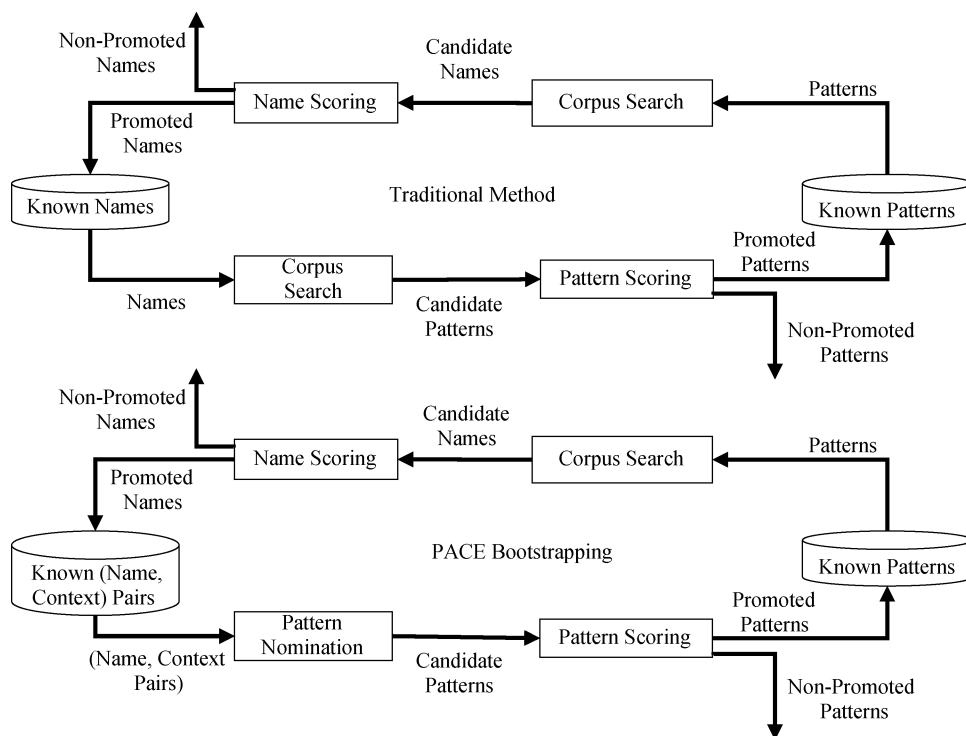 Non-Promoted
Names
Candidate
Names
Patterns
Name Scoring
Corpus Search
Promoted
Names
Known Names
Traditional Method
Known Patterns
Promoted
Patterns
Corpus
Search
Pattern Scoring
Names
Candidate
Patterns
Non-Promoted
Patterns
Non-Promoted
Names
Candidate
Names
Patterns
Name Scoring
Corpus Search
Promoted
Names
Known (Name,
Context) Pairs
PACE Bootstrapping
Known Patterns
Promoted
Patterns
Pattern
Nomination
Pattern Scoring
(Name, Context
Pairs)
Candidate
Patterns
Non-Promoted
Patterns